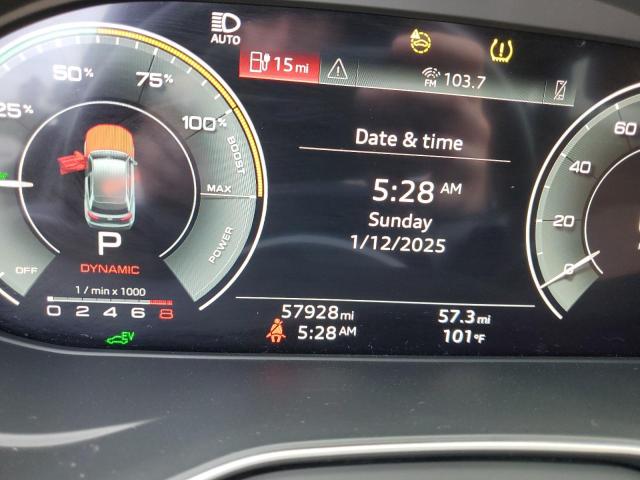 AUTO
15 mi
FM 103.7
25%
50%
75%
100%
BOOST
MAX
POWER
OFF
P
DYNAMIC
1 / min x 1000
0 2 4 6 8
EV
Date & time
5:28 AM
Sunday
1/12/2025
57928 mi
5:28 AM
57.3 mi
101°F
60
40
20
0